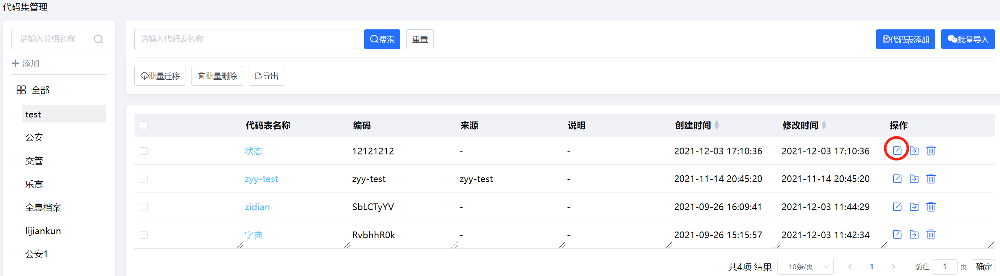 代码集管理
请输入分组名称
添加
全部
test
公安
交管
乐高
全息档案
lijiankun
公安1
请输入代码表名称 搜索 重置 代码表添加 批量导入
批量迁移 批量删除 导出
代码表名称 编码 来源 说明 创建时间 修改时间 操作
状态 12121212 - - 2021-12-03 17:10:36 2021-12-03 17:10:36
zyy-test zyy-test zyy-test - 2021-11-14 20:45:20 2021-11-14 20:45:20
zidian SbLCTyYV - - 2021-09-26 16:09:41 2021-12-03 11:44:29
字典 RvbhhR0k - - 2021-09-26 15:15:57 2021-12-03 11:42:34
共4项 结果 10条/页 1 前往 1 页 确定